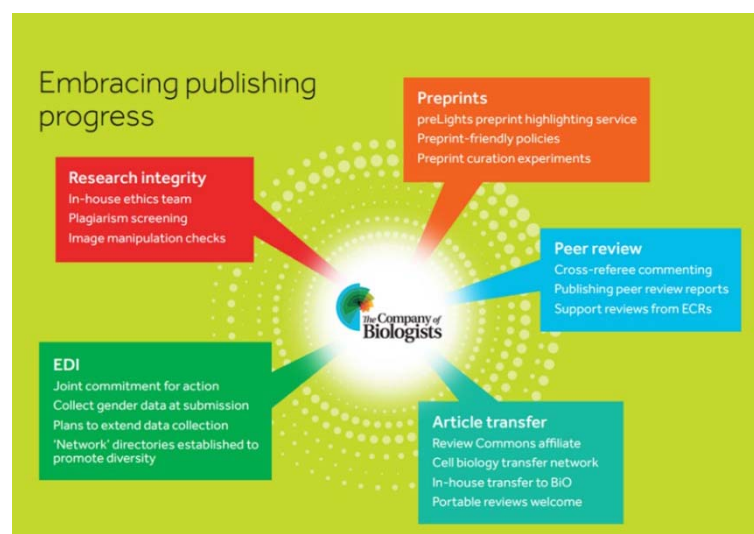 Embracing publishing
progress
Preprints
preLights preprint highlighting service
Preprint-friendly policies
Preprint curation experiments
Research integrity
In-house ethics team
Plagiarism screening
Image manipulation checks
Peer review
Cross-referee commenting
Publishing peer review reports
Support reviews from ECRs
The Company of
Biologists
EDI
Joint commitment for action
Collect gender data at submission
Plans to extend data collection
'Network' directories established to
promote diversity
Article transfer
Review Commons affiliate
Cell biology transfer network
In-house transfer to BiO
Portable reviews welcome